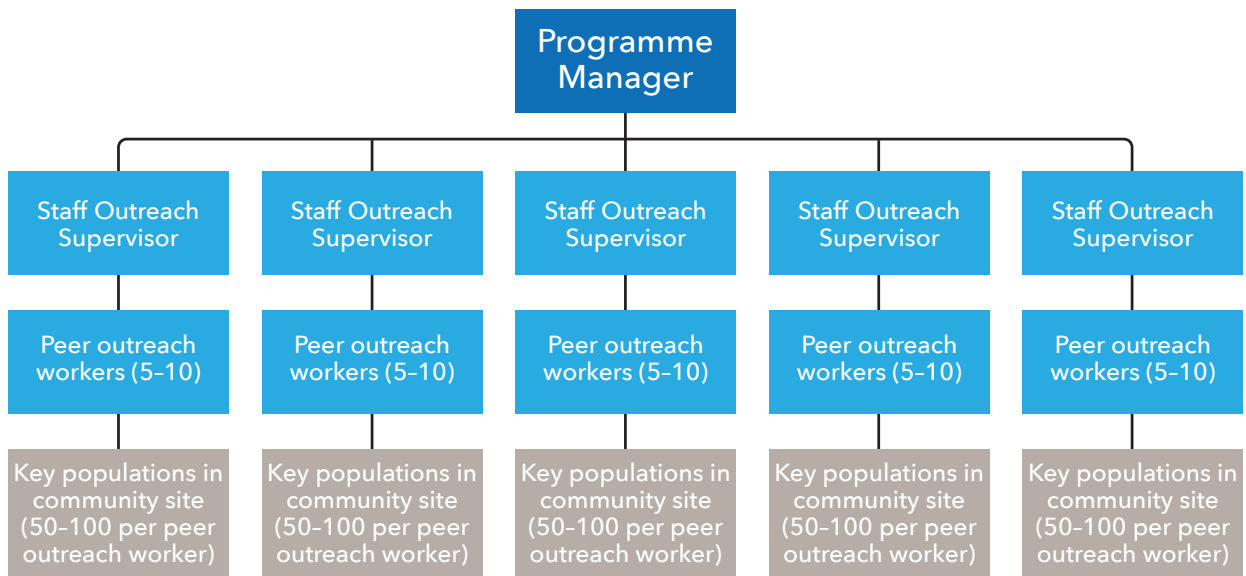 Programme
Manager
Staff Outreach
Supervisor
Staff Outreach
Supervisor
Staff Outreach
Supervisor
Staff Outreach
Supervisor
Staff Outreach
Supervisor
Peer outreach
workers (5–10)
Peer outreach
workers (5–10)
Peer outreach
workers (5–10)
Peer outreach
workers (5–10)
Peer outreach
workers (5–10)
Key populations in
community site
(50–100 per peer
outreach worker)
Key populations in
community site
(50–100 per peer
outreach worker)
Key populations in
community site
(50–100 per peer
outreach worker)
Key populations in
community site
(50–100 per peer
outreach worker)
Key populations in
community site
(50–100 per peer
outreach worker)